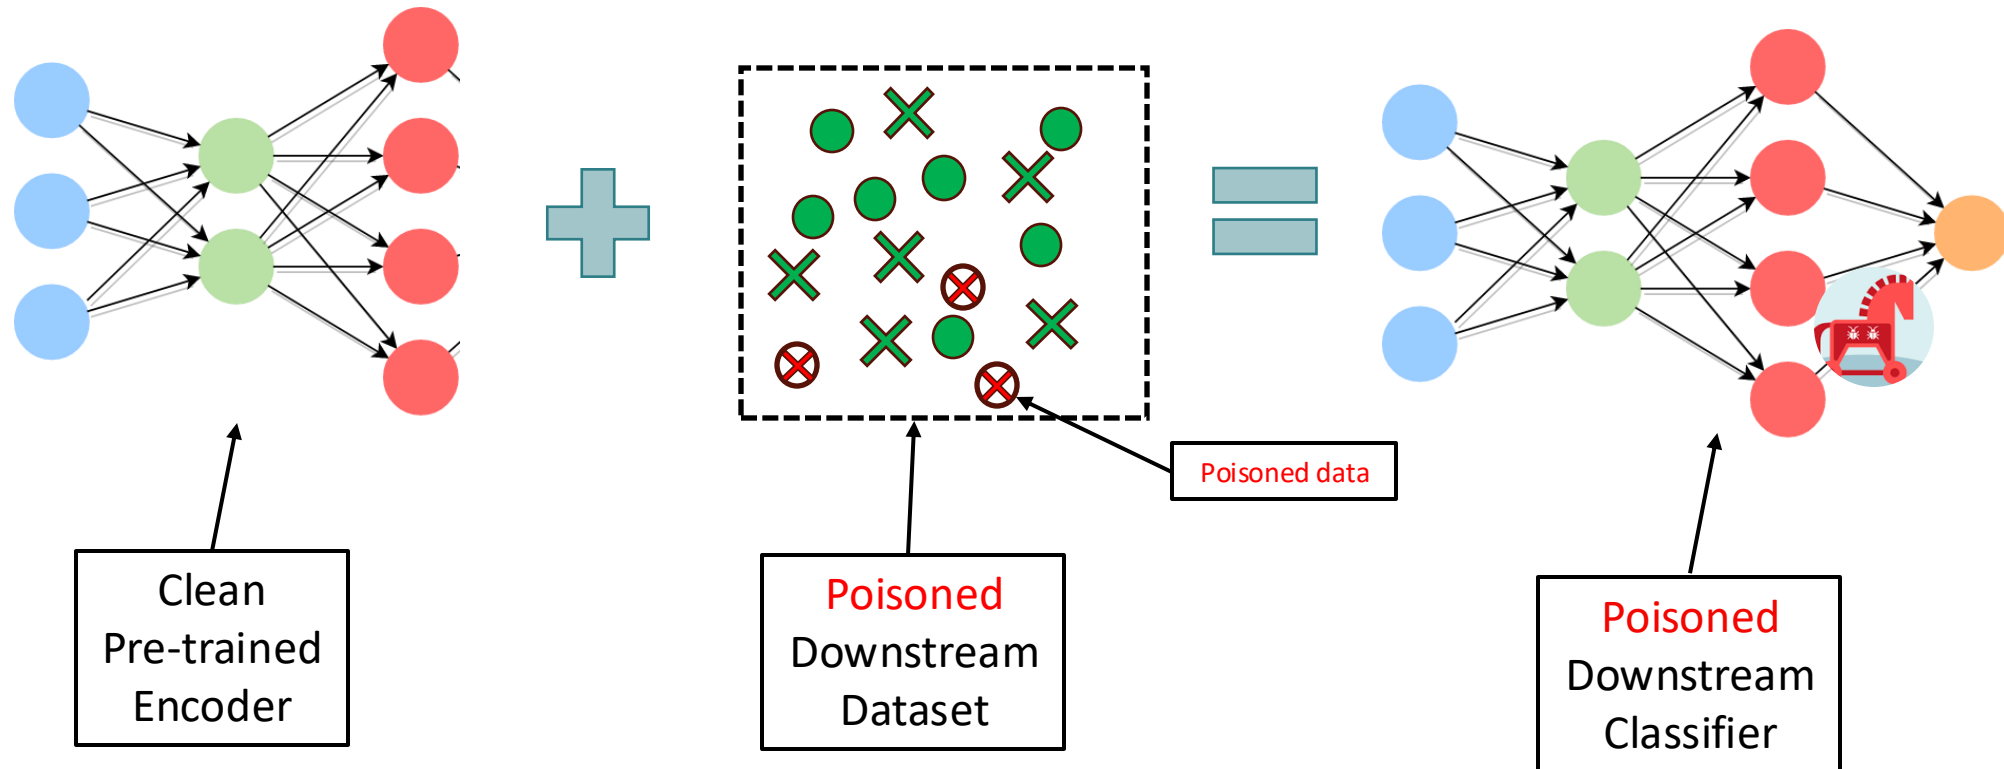 Poisoned data
Clean
Pre-trained
Encoder
Poisoned
Downstream
Dataset
Poisoned
Downstream
Classifier